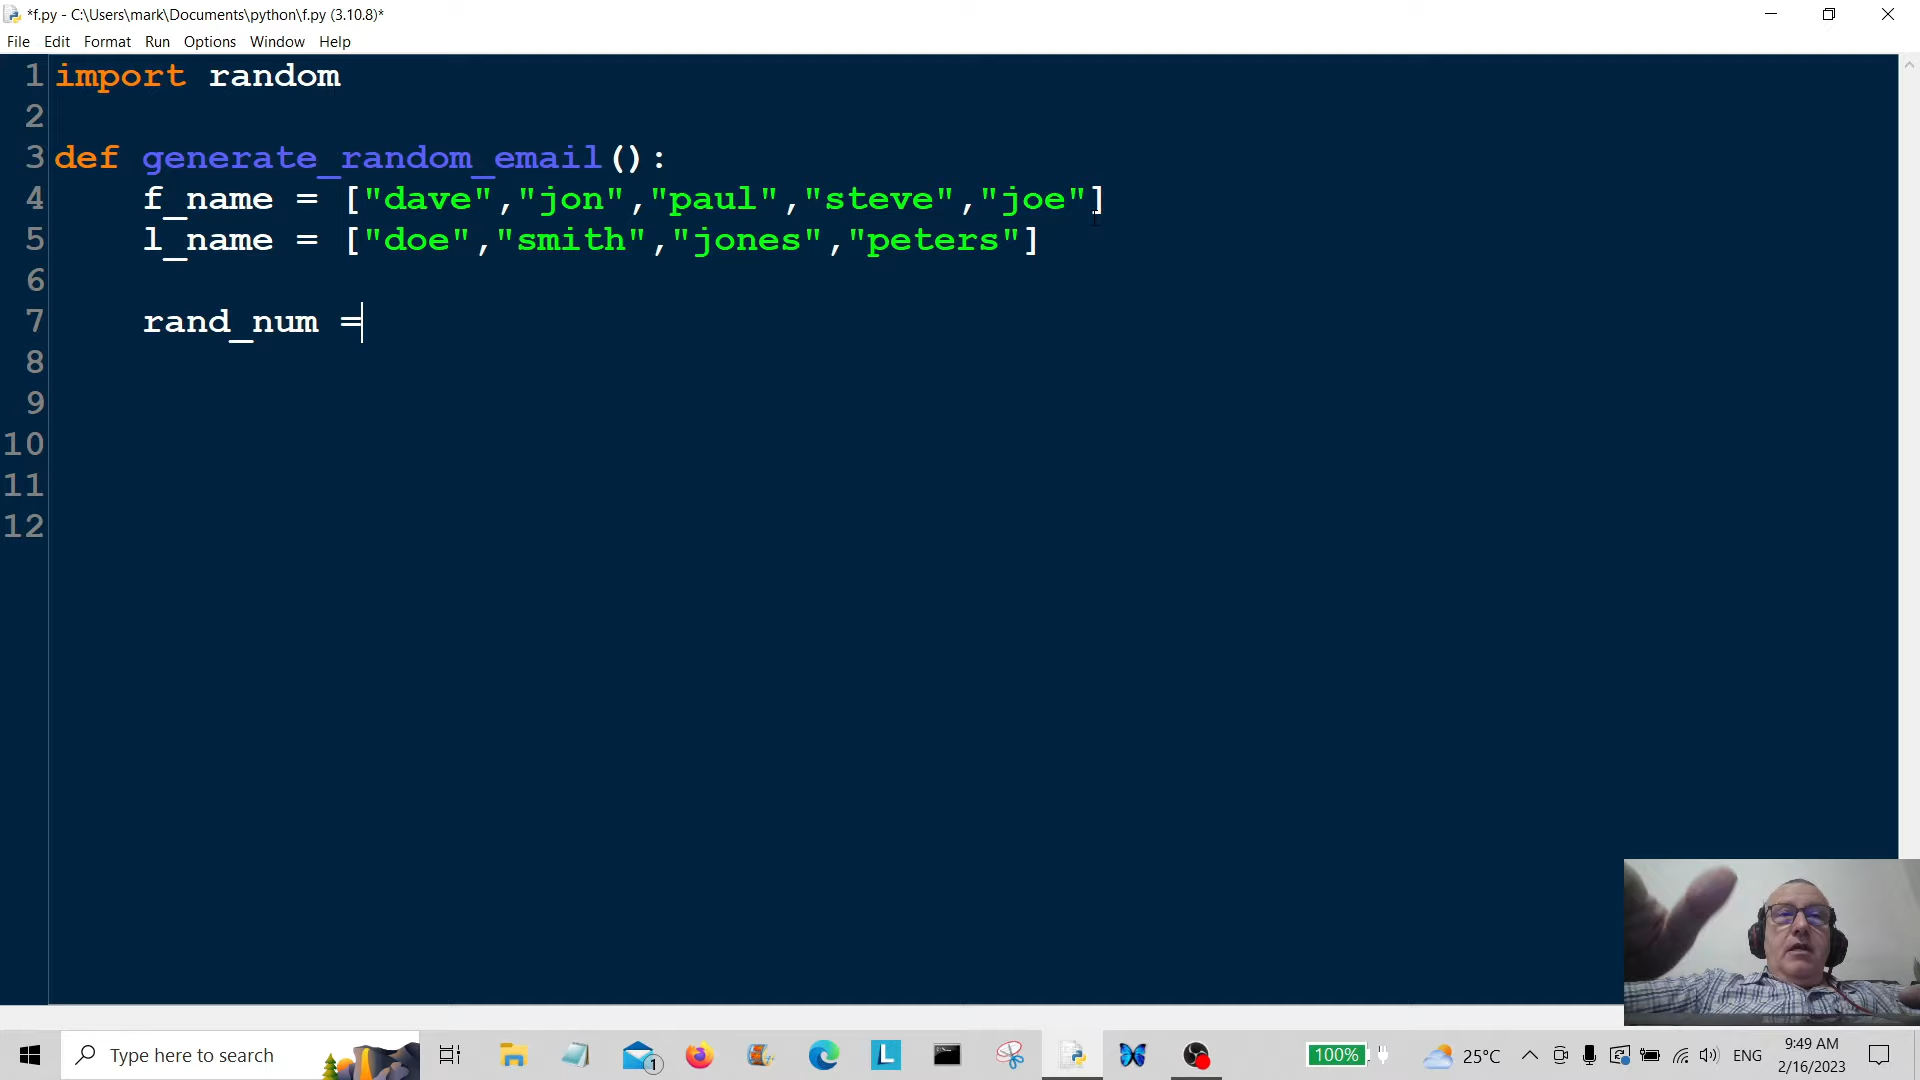 *f.py - C:\Users\mark\Documents\python\f.py (3.10.8)*
File Edit Format Run Options Window Help
1 import random
2
3 def generate_random_email():
4     f_name = ["dave","jon","paul","steve","joe"]
5     l_name = ["doe","smith","jones","peters"]
6
7     rand_num =
8
9
10
11
12
Type here to search
1
L
100%
25°C
ENG
9:49 AM
2/16/2023